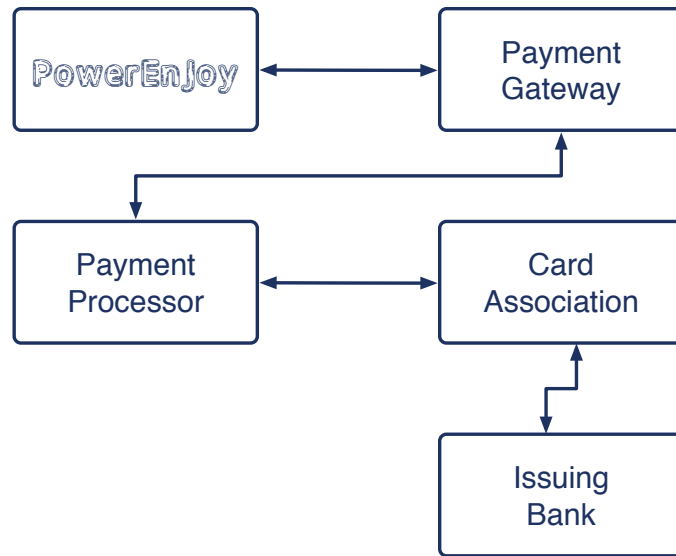 PowerEnJoy
Payment
Gateway
Payment
Processor
Card
Association
Issuing
Bank